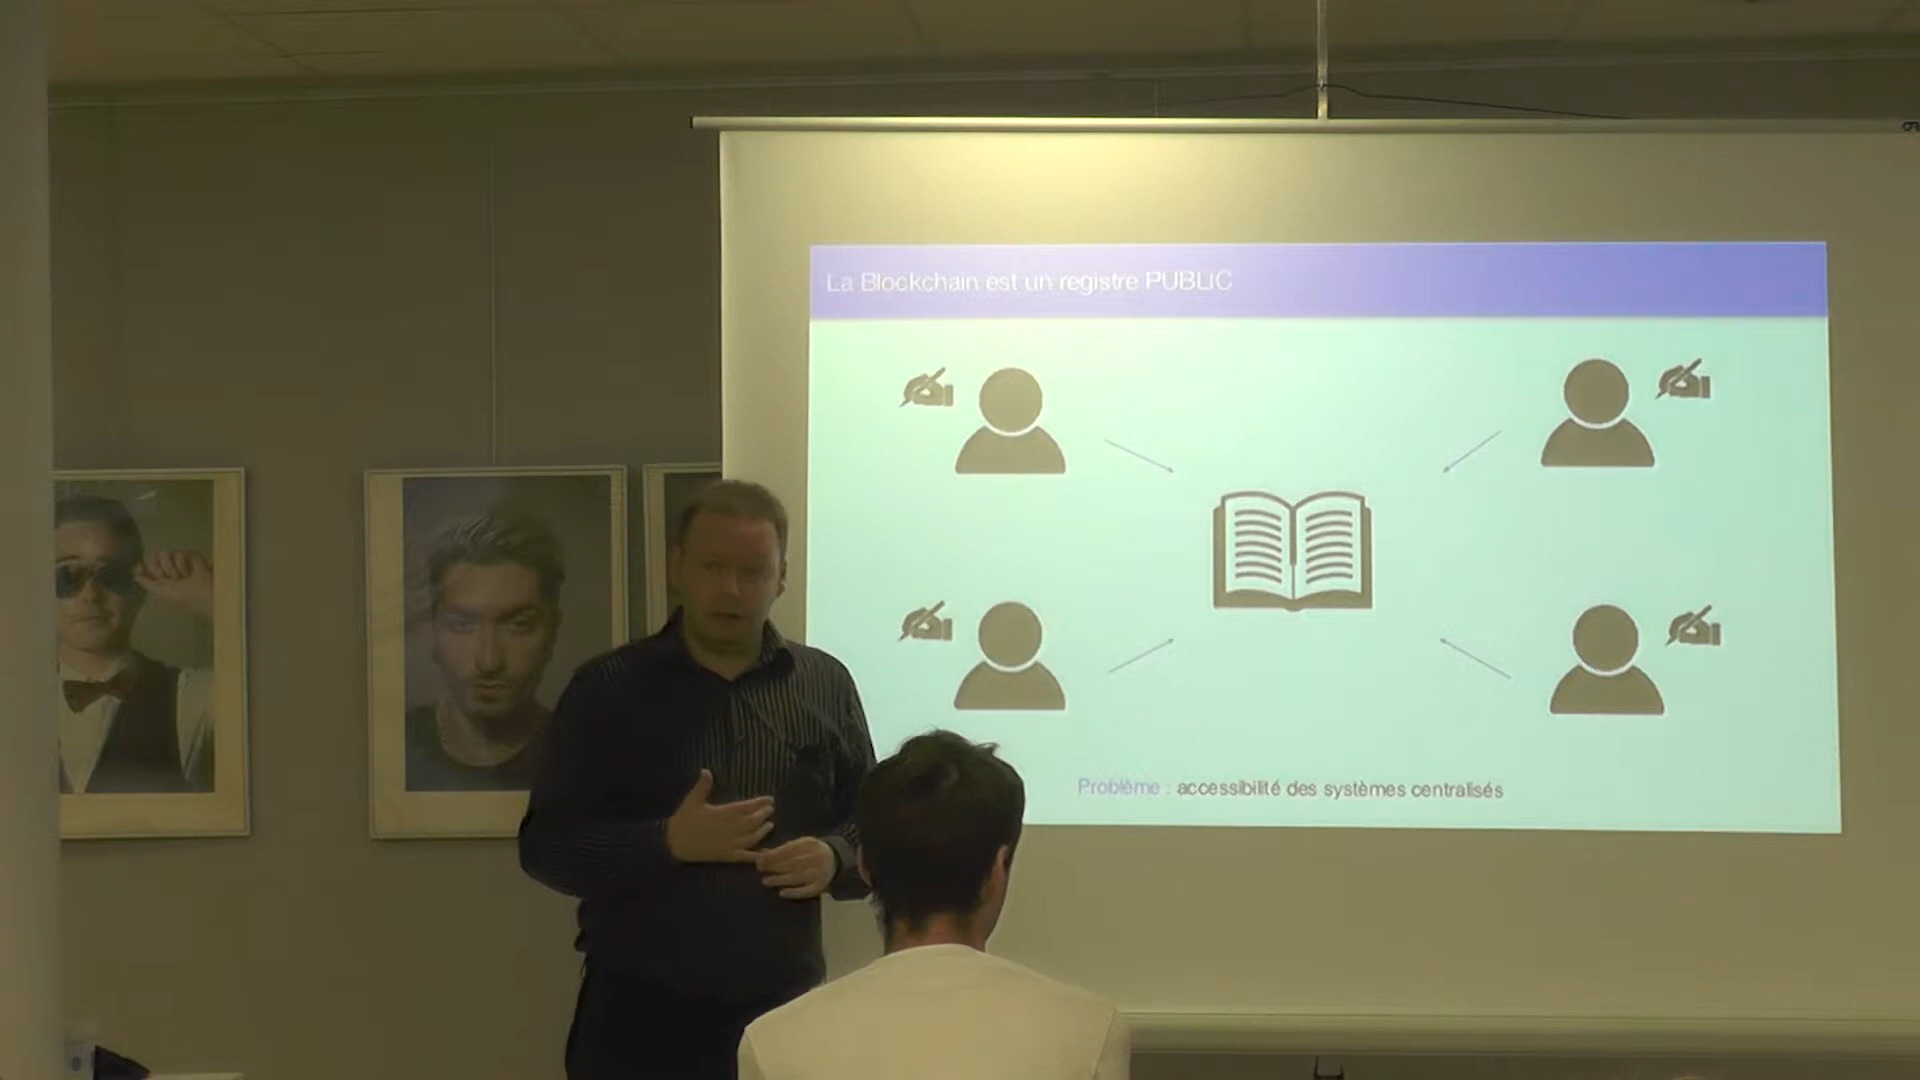 La Blockchain est un registre PUBLIC
Problème : accessibilité des systèmes centralisés